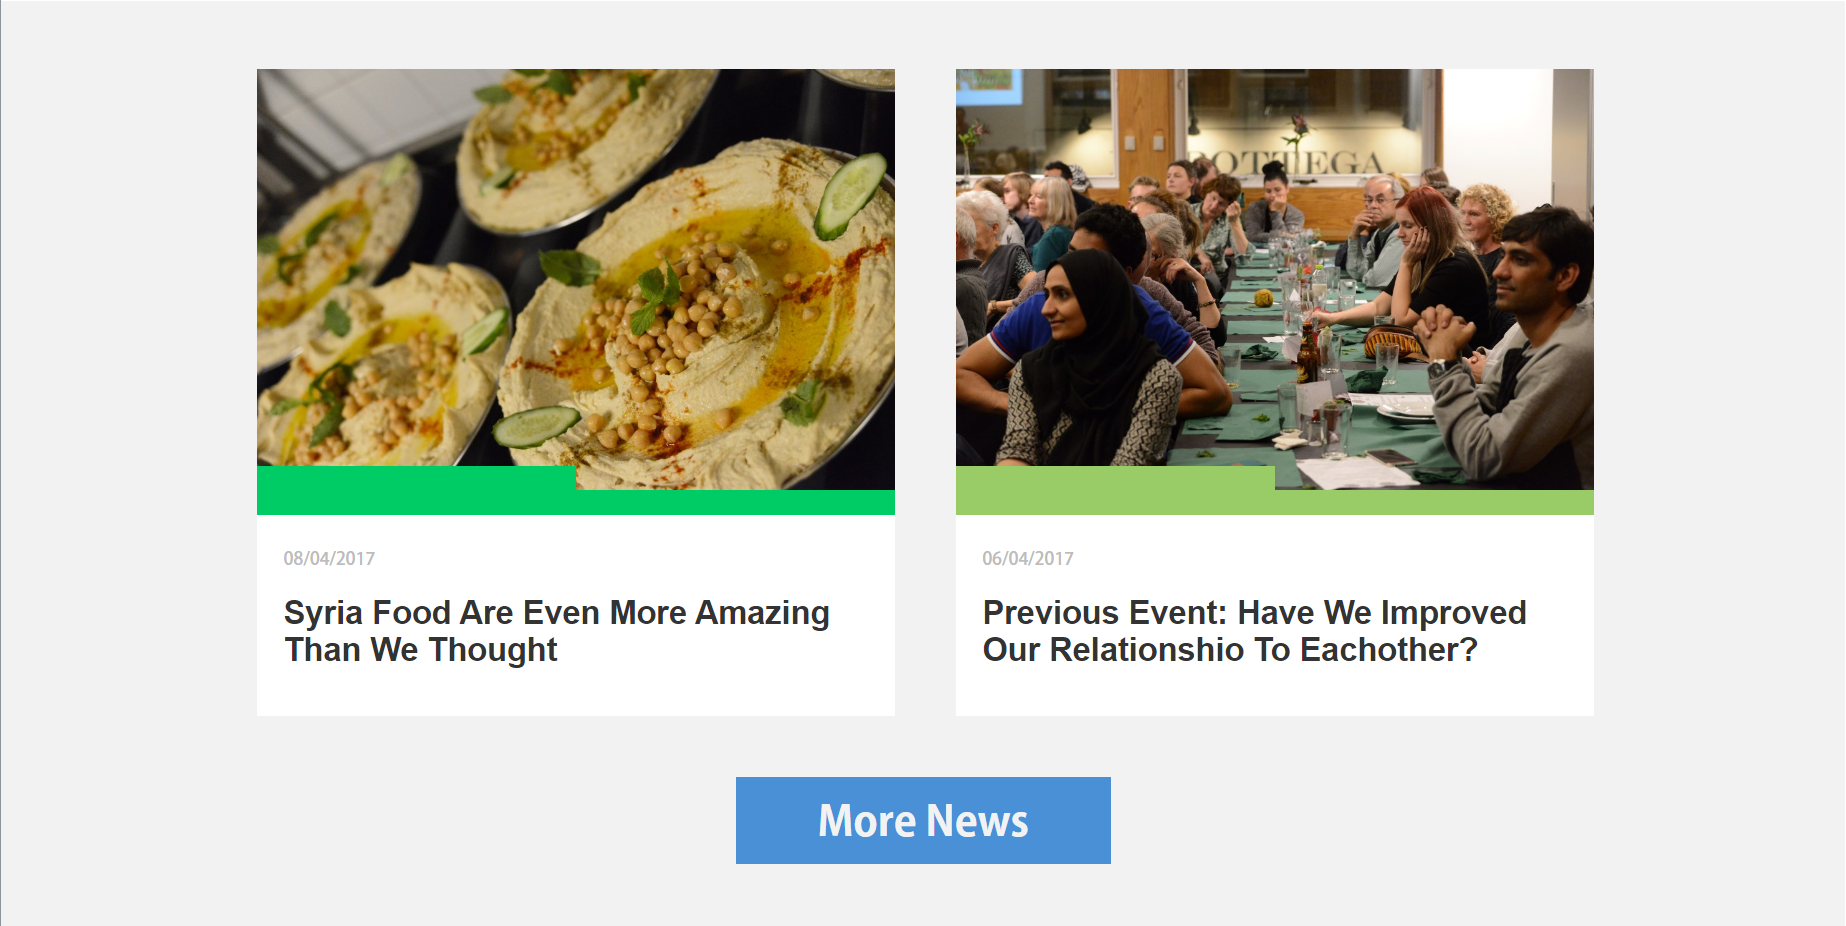 BOTTEGA
08/04/2017
Syria Food Are Even More Amazing
Than We Thought
06/04/2017
Previous Event: Have We Improved
Our Relationshio To Eachother?
More News